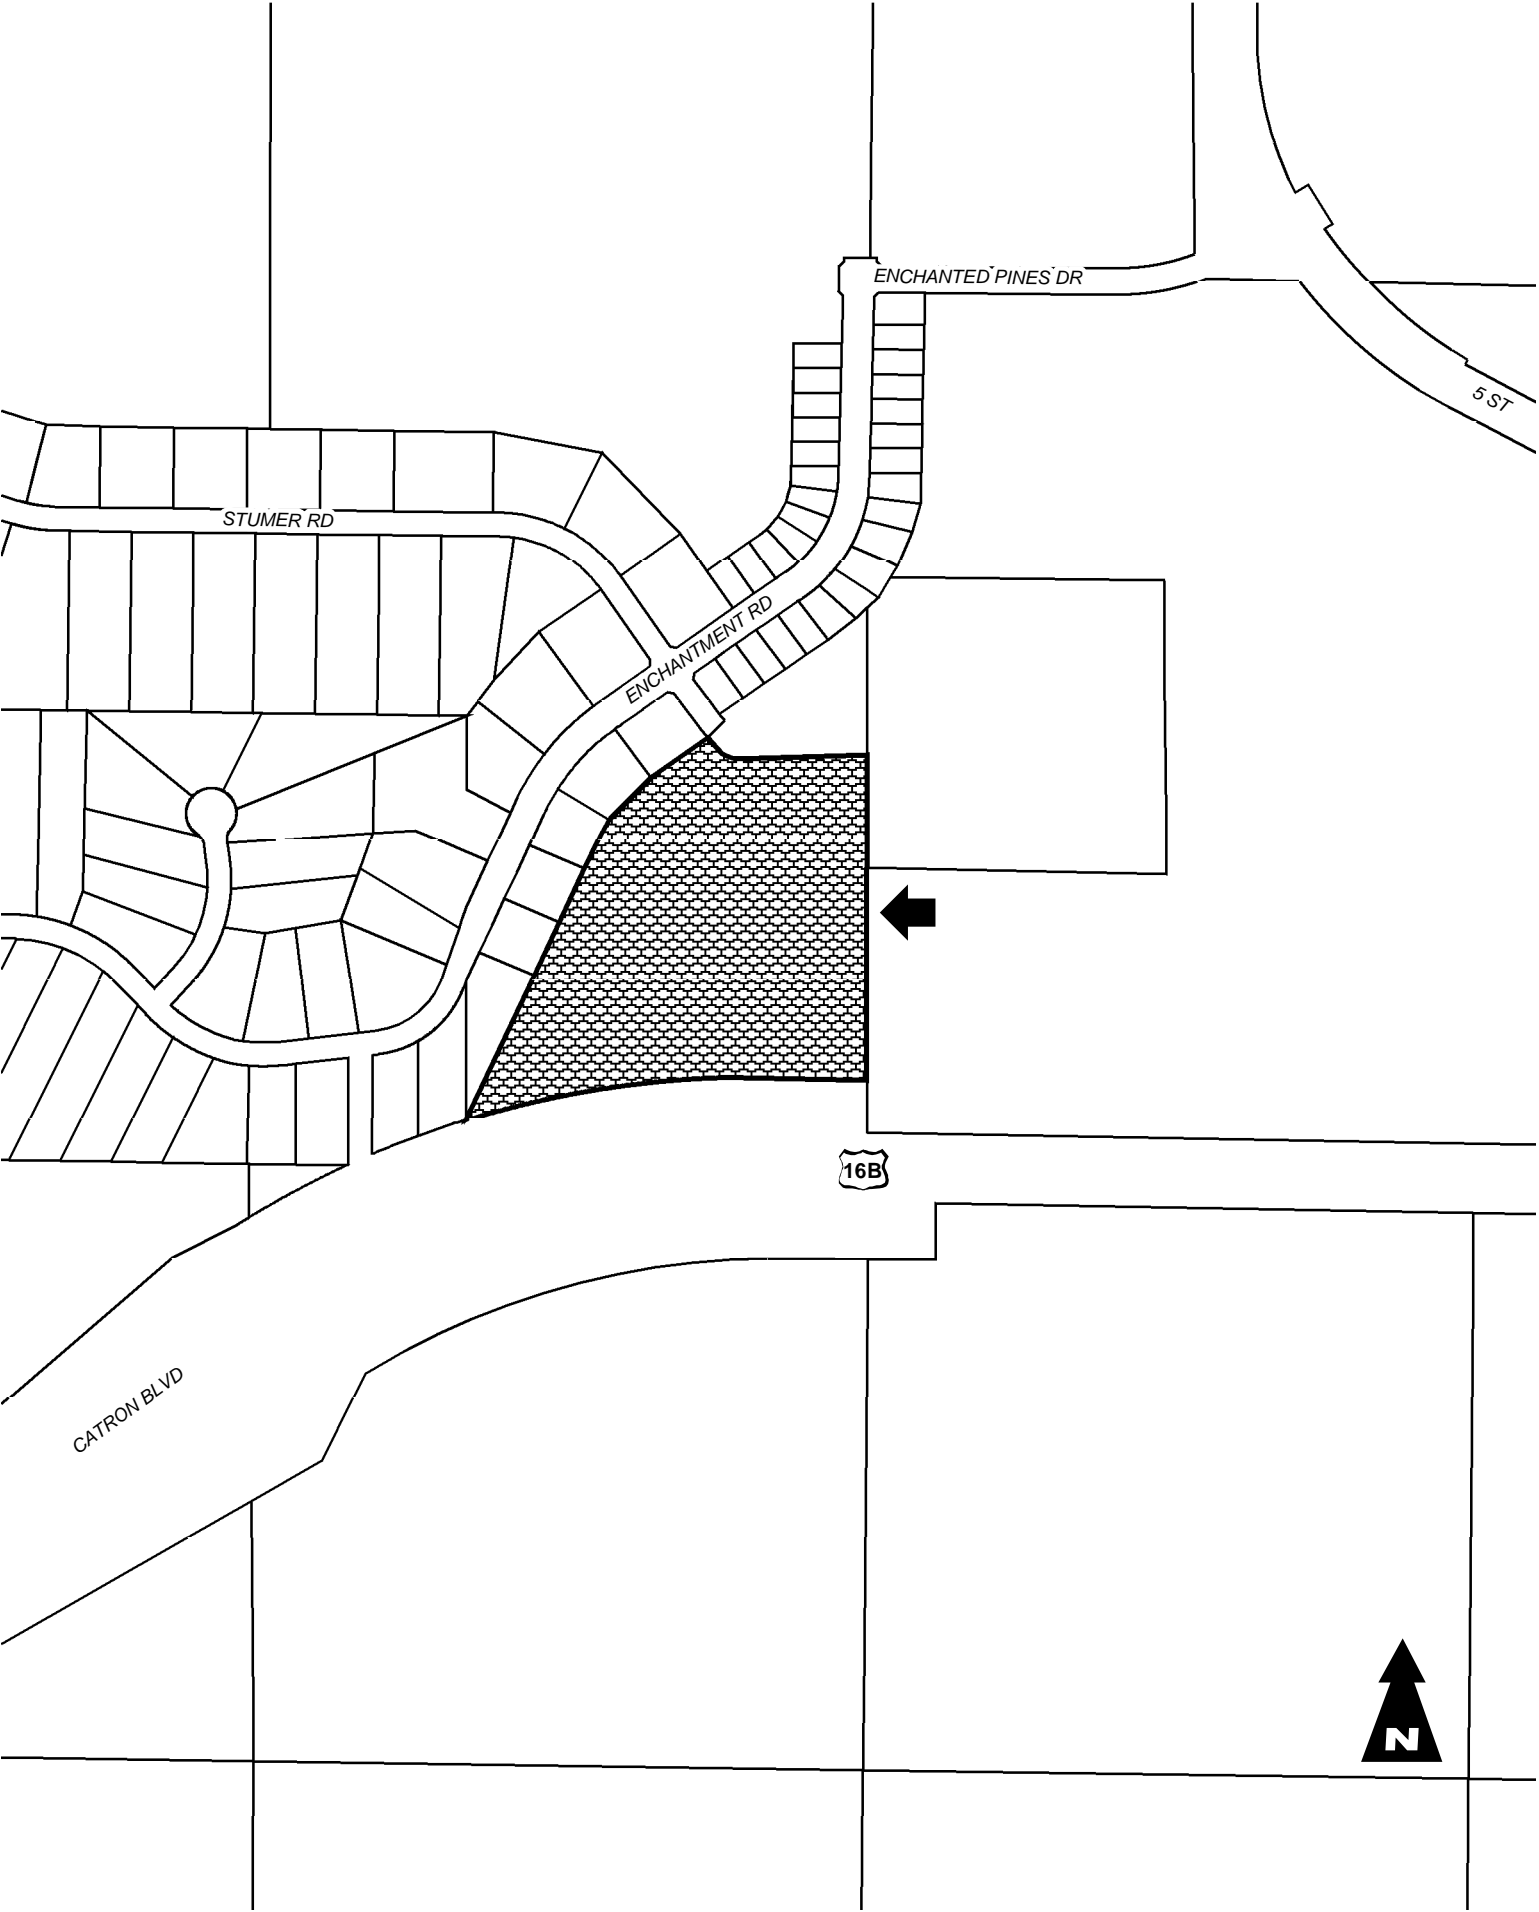 ENCHANTED PINES DR
5 ST
STUMER RD
ENCHANTMENT RD
16B
CATRON BLVD
N